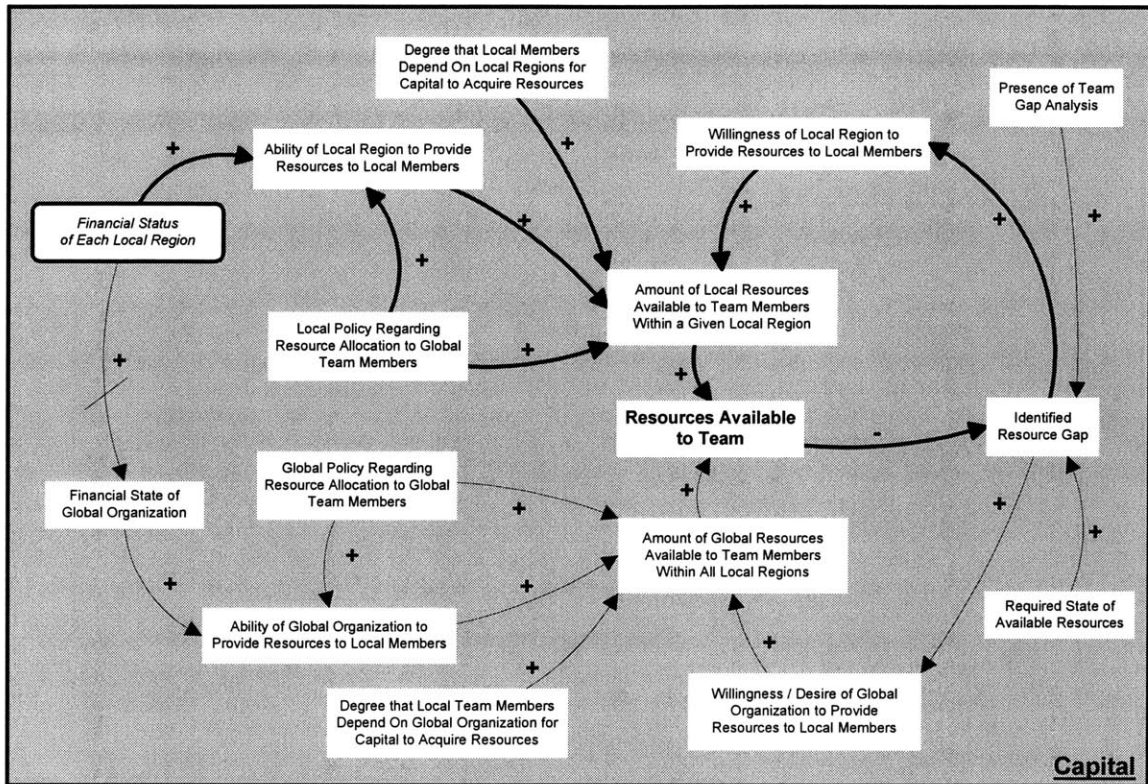 Degree that Local Members
Depend On Local Regions for
Capital to Acquire Resources
Presence of Team
Gap Analysis
Ability of Local Region to Provide
Resources to Local Members
Willingness of Local Region to
Provide Resources to Local Members
+
+
+
Financial Status
of Each Local Region
+
+
+
+
+
Amount of Local Resources
Available to Team Members
Within a Given Local Region
Local Policy Regarding
Resource Allocation to Global
Team Members
+
+
+
Resources Available
to Team
-
Identified
Resource Gap
Global Policy Regarding
Resource Allocation to Global
Team Members
Financial State of
Global Organization
+
+
+
+
Amount of Global Resources
Available to Team Members
Within All Local Regions
+
+
+
+
Ability of Global Organization to
Provide Resources to Local Members
Required State of
Available Resources
+
+
Degree that Local Team Members
Depend On Global Organization for
Capital to Acquire Resources
Willingness / Desire of Global
Organization to Provide
Resources to Local Members
Capital